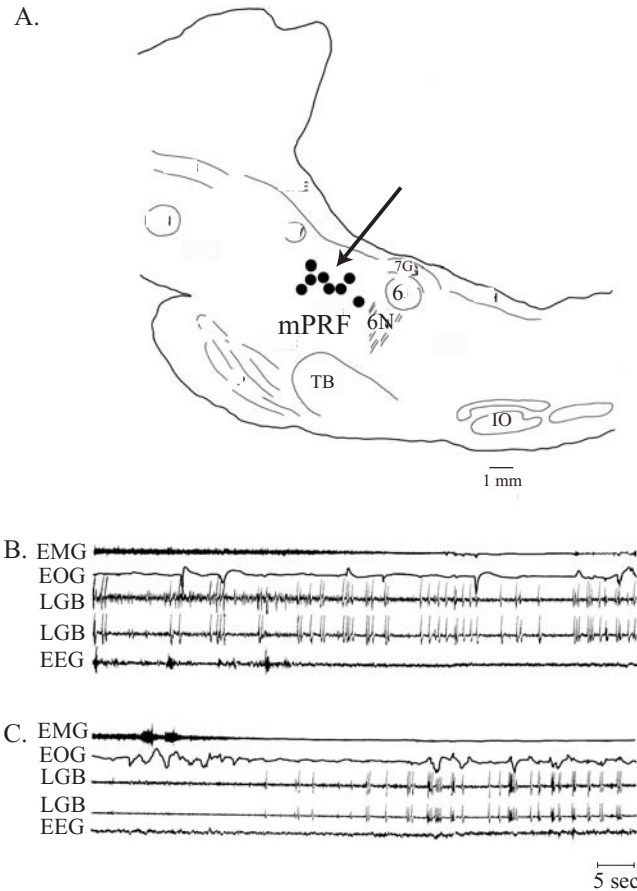 A.
7G
6
mPRF
6N
TB
IO
1 mm
B.
EMG
EOG
LGB
LGB
EEG
C.
EMG
EOG
LGB
LGB
EEG
5 sec